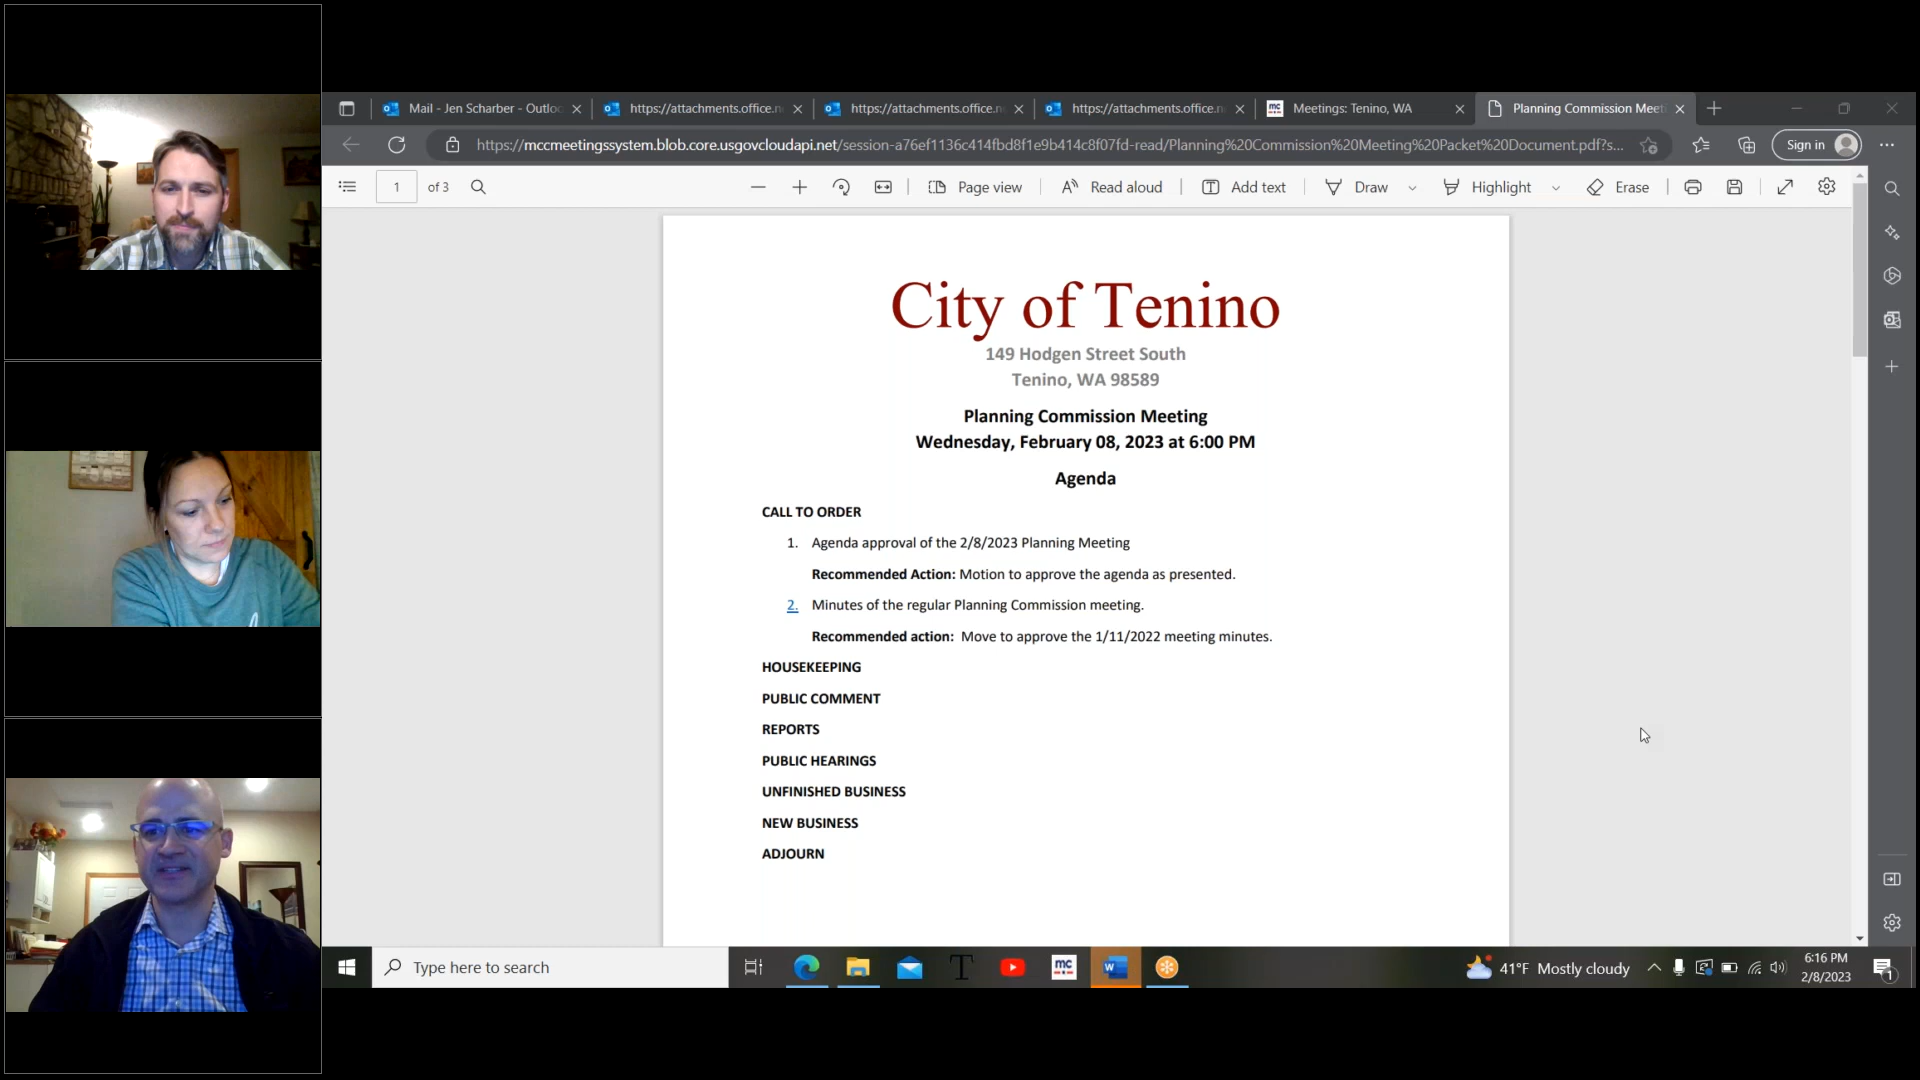 Mail - Jen Scharber - Outloo
https://attachments.office.n
https://attachments.office.n
https://attachments.office.n
mc
Meetings: Tenino, WA
Planning Commission Meet
https://mccmeetingssystem.blob.core.usgovcloudapi.net/session-a76ef1136c414fbd8f1e9b414c8f07fd-read/Planning%20Commission%20Meeting%20Packet%20Document.pdf?s...
Sign in
1 of 3
Page view
Read aloud
Add text
Draw
Highlight
Erase
City of Tenino
149 Hodgen Street South
Tenino, WA 98589
Planning Commission Meeting
Wednesday, February 08, 2023 at 6:00 PM
Agenda
CALL TO ORDER
1. Agenda approval of the 2/8/2023 Planning Meeting
Recommended Action: Motion to approve the agenda as presented.
2. Minutes of the regular Planning Commission meeting.
Recommended action: Move to approve the 1/11/2022 meeting minutes.
HOUSEKEEPING
PUBLIC COMMENT
REPORTS
PUBLIC HEARINGS
UNFINISHED BUSINESS
NEW BUSINESS
ADJOURN
Type here to search
T
mc
W
41°F Mostly cloudy
6:16 PM
2/8/2023
1